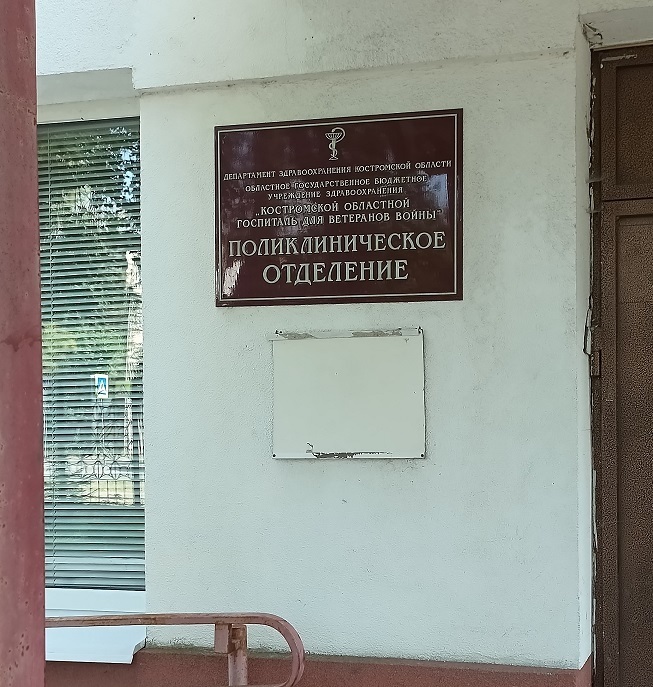 ДЕПАРТАМЕНТ ЗДРАВООХРАНЕНИЯ КОСТРОМСКОЙ ОБЛАСТИ
ОБЛАСТНОЕ ГОСУДАРСТВЕННОЕ БЮДЖЕТНОЕ
УЧРЕЖДЕНИЕ ЗДРАВООХРАНЕНИЯ
„КОСТРОМСКОЙ ОБЛАСТНОЙ
ГОСПИТАЛЬ ДЛЯ ВЕТЕРАНОВ ВОЙНЫ"
ПОЛИКЛИНИЧЕСКОЕ
ОТДЕЛЕНИЕ